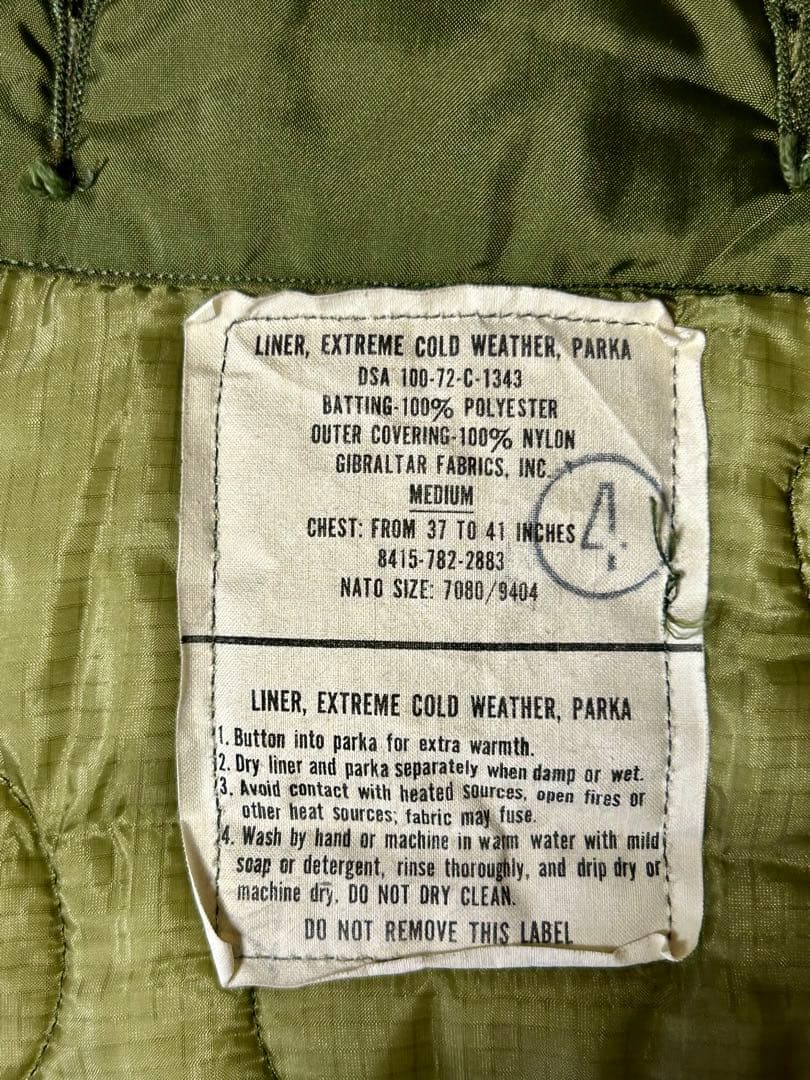 LINER, EXTREME COLD WEATHER, PARKA
DSA 100-72-C-1343
BATTING-100% POLYESTER
OUTER COVERING-100% NYLON
GIBRALTAR FABRICS, INC.
MEDIUM
CHEST: FROM 37 TO 41 INCHES
4
8415-782-2883
NATO SIZE: 7080/9404
LINER, EXTREME COLD WEATHER, PARKA
1. Button into parka for extra warmth.
2. Dry liner and parka separately when damp or wet.
3. Avoid contact with heated sources, open fires or
other heat sources; fabric may fuse.
4. Wash by hand or machine in warm water with mild
soap or detergent, rinse thoroughly, and drip dry or
machine dry. DO NOT DRY CLEAN.
DO NOT REMOVE THIS LABEL